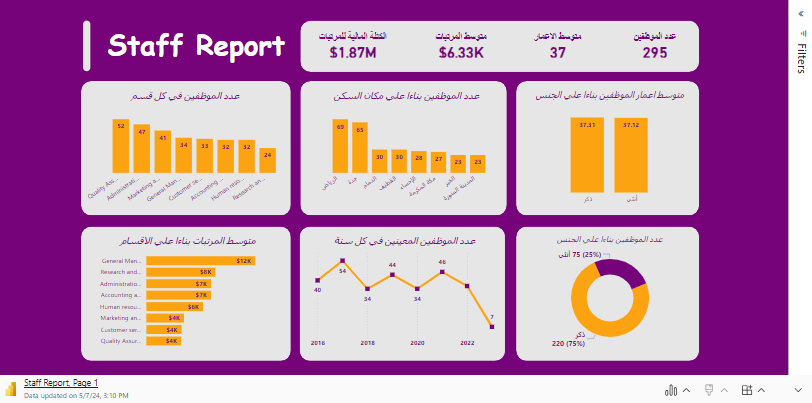 Staff Report
الكتلة المالية للمرتبات
$1.87M
متوسط المرتبات
$6.33K
متوسط الاعمار
37
عدد الموظفين
295
Filters
عدد الموظفين في كل قسم
52
47
41
34
33
32
32
24
Quality Ass...
Administrati...
Marketing a...
General Man...
Customer se...
Accounting ...
Human reso...
Research an...
عدد الموظفين بناءا علي مكان السكن
69
65
30
30
28
27
23
23
الرياض
جدة
الدمام
القطيف
الإحساء
مكة المكرمة
الخبر
المدينة المنورة
متوسط اعمار الموظفين بناءا علي الجنس
37.31
37.12
ذكر
أنثى
متوسط المرتبات بناءا علي الاقسام
General Man...
$12K
Research and...
$8K
Administratio...
$7K
Accounting a...
$7K
Human resou...
$6K
Marketing an...
$4K
Customer ser...
$4K
Quality Assur...
$4K
عدد الموظفين المعينين في كل سنة
40
54
34
44
34
46
7
2016
2018
2020
2022
عدد الموظفين بناءا علي الجنس
أنثى 75 (25%)
ذكر
220 (75%)
Staff Report, Page 1
Data updated on 5/7/24, 3:10 PM